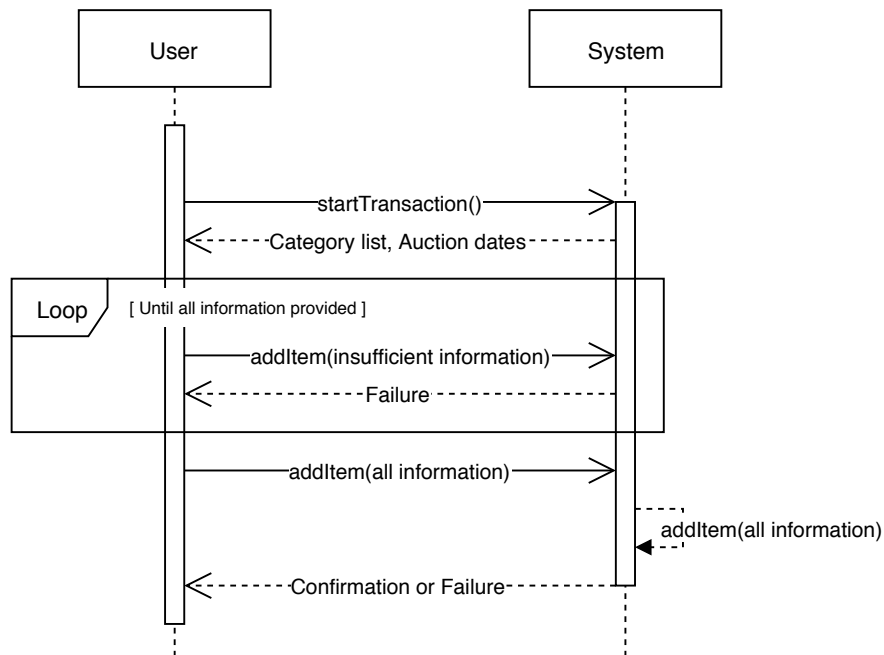 User
System
startTransaction()
Category list, Auction dates
Loop
[ Until all information provided ]
addItem(insufficient information)
Failure
addItem(all information)
addItem(all information)
Confirmation or Failure